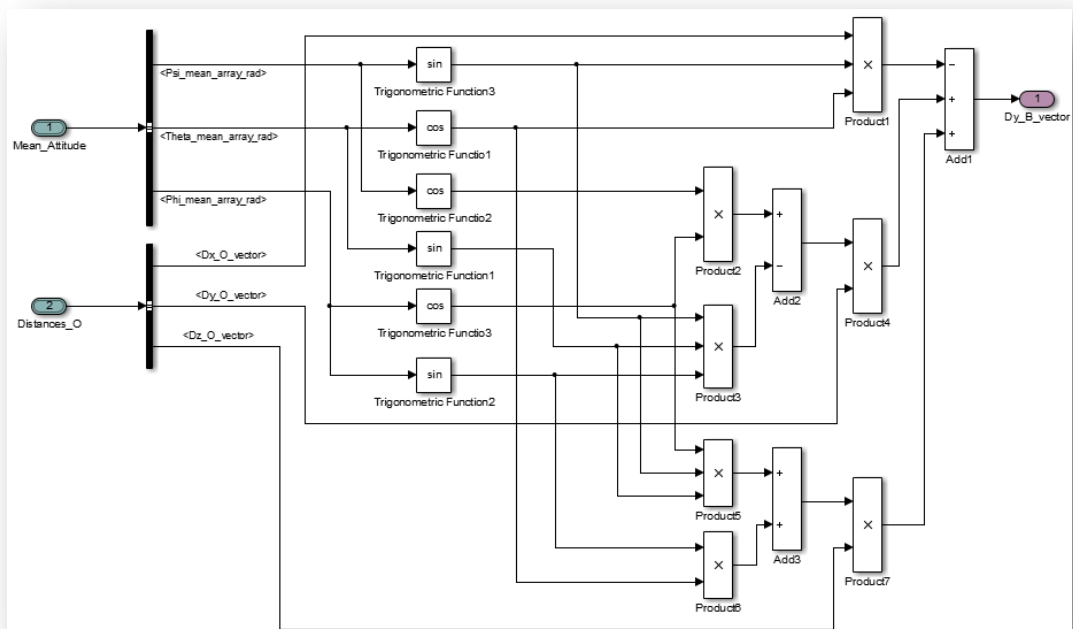 <Psi_mean_array_rad>
sin
Trigonometric Function3
×
Product1
−
+
+
Add1
1
Dy_B_vector
1
Mean_Attitude
<Theta_mean_array_rad>
cos
Trigonometric Functio1
<Phi_mean_array_rad>
cos
Trigonometric Functio2
×
Product2
+
−
Add2
<Dx_O_vector>
sin
Trigonometric Function1
×
Product4
2
Distances_O
<Dy_O_vector>
cos
Trigonometric Functio3
<Dz_O_vector>
×
Product3
sin
Trigonometric Function2
×
Product5
+
+
Add3
×
Product6
×
Product7